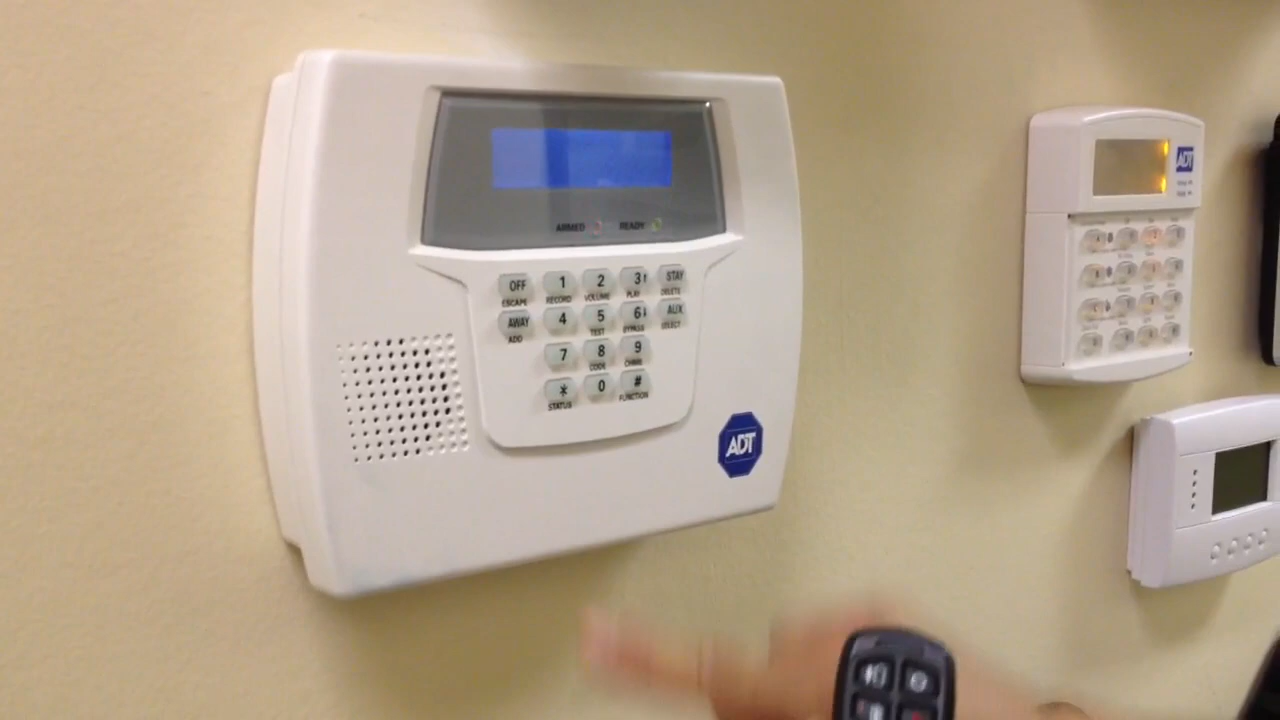 ARMED READY
OFF 1 2 3 STAY
ESCAPE RECORD VOLUME PLAY DELETE
AWAY 4 5 6 AUX
ADD TEST BYPASS SELECT
7 8 9
CODE CHIME
* 0 #
STATUS FUNCTION
ADT
ADT